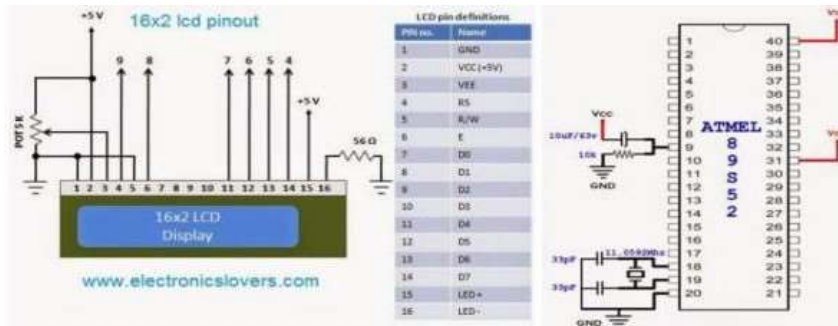 16x2 lcd pinout
+5 V
9 8 7 6 5 4
+5 V
POT 5 K
56 Ω
1 2 3 4 5 6 7 8 9 10 11 12 13 14 15 16
16x2 LCD
Display
www.electronicslovers.com
LCD pin definitions
PIN no. Name
1 GND
2 VCC(+5V)
3 VEE
4 RS
5 R/W
6 E
7 D0
8 D1
9 D2
10 D3
11 D4
12 D5
13 D6
14 D7
15 LED+
16 LED-
1 40
2 39
3 38
4 37
5 36
6 35
7 34
8 33
9 32
10 31
11 30
12 29
13 28
14 27
15 26
16 25
17 24
18 23
19 22
20 21
ATMEL
8
9
S
5
2
Vcc
10uF/63v
10k
GND
11.0592Mhz
33pF
33pF
GND